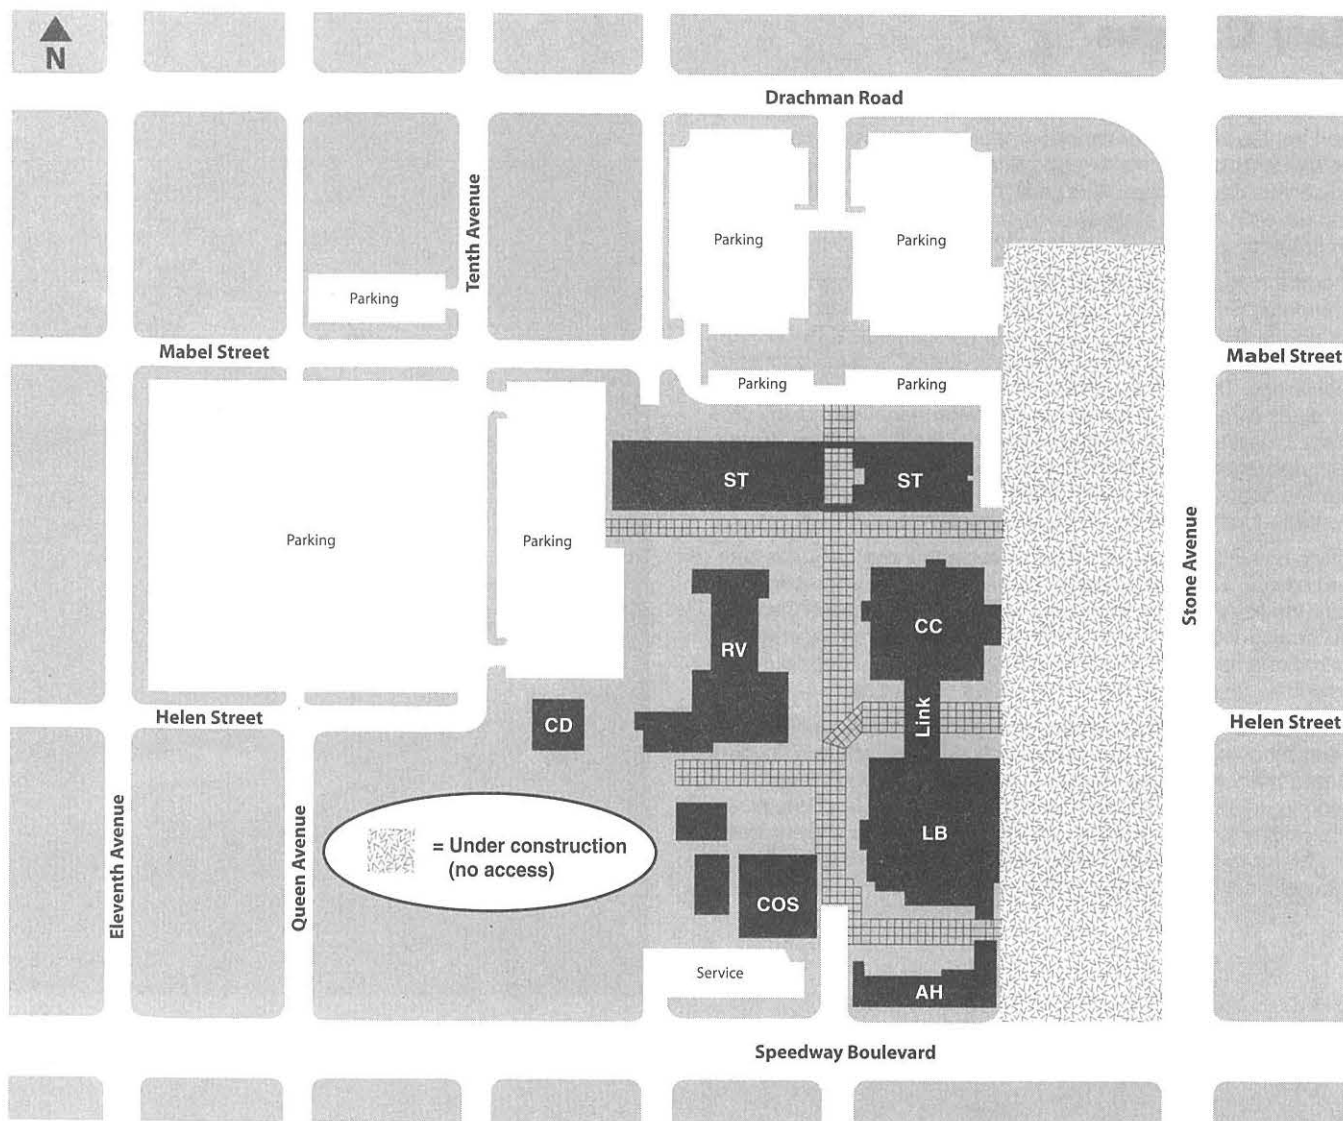 N
Drachman Road
Tenth Avenue
Parking
Parking
Parking
Mabel Street
Mabel Street
Parking
Parking
ST
ST
Parking
Parking
Stone Avenue
CC
RV
Link
Helen Street
CD
Helen Street
LB
= Under construction
(no access)
Eleventh Avenue
Queen Avenue
COS
Service
AH
Speedway Boulevard